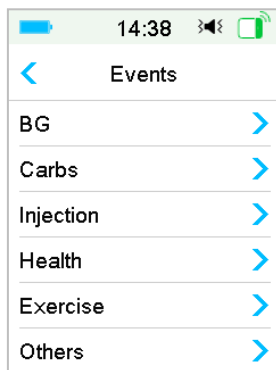 14:38
Events
BG
Carbs
Injection
Health
Exercise
Others